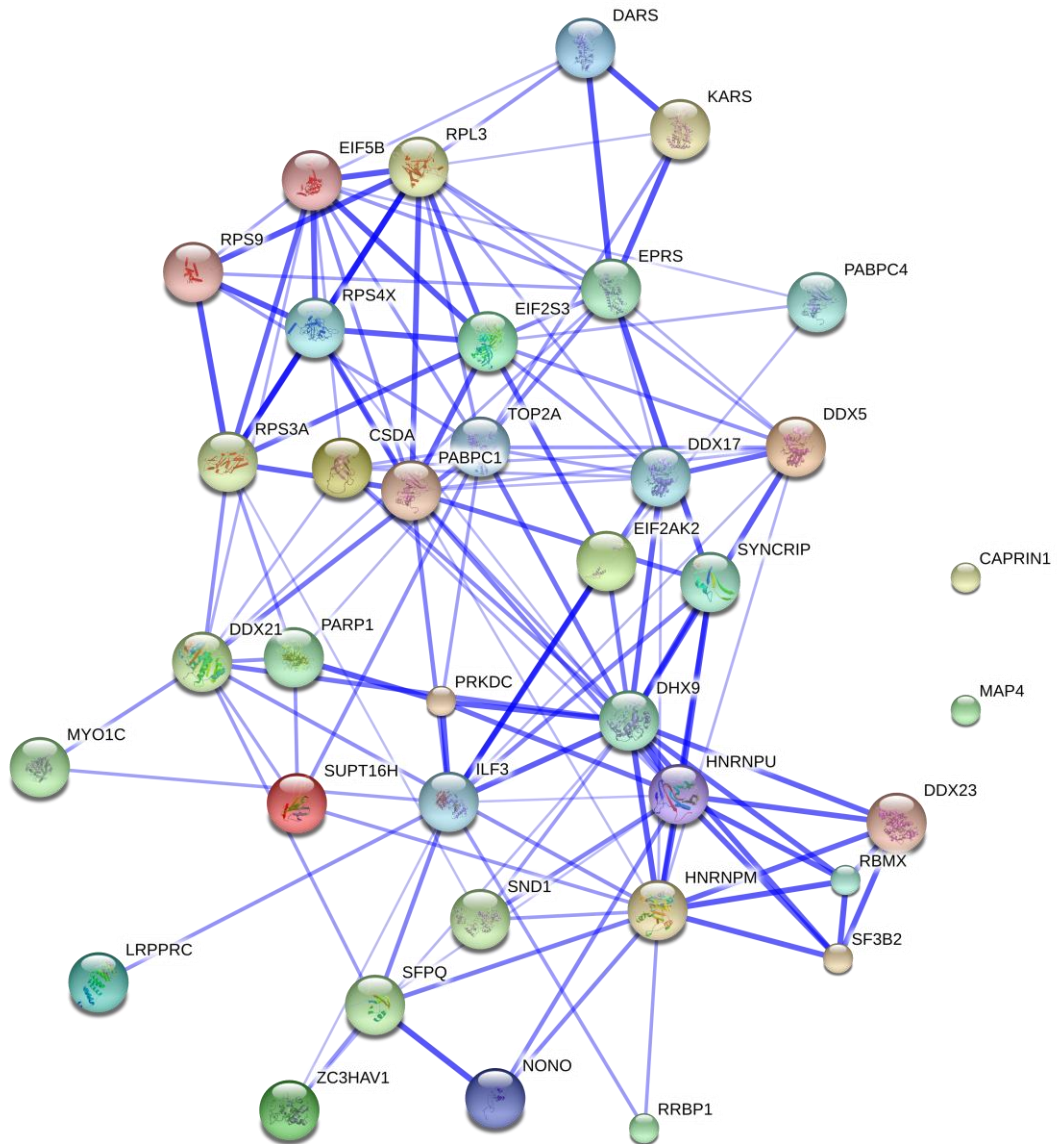 DARS
KARS
RPL3
EIF5B
RPS9
EPRS
PABPC4
RPS4X
EIF2S3
TOP2A
DDX5
RPS3A
CSDA
DDX17
PABPC1
EIF2AK2
SYNCRIP
CAPRIN1
DDX21
PARP1
PRKDC
DHX9
MAP4
MYO1C
SUPT16H
ILF3
HNRNPU
DDX23
RBMX
SND1
HNRNPM
SF3B2
LRPPRC
SFPQ
ZC3HAV1
NONO
RRBP1